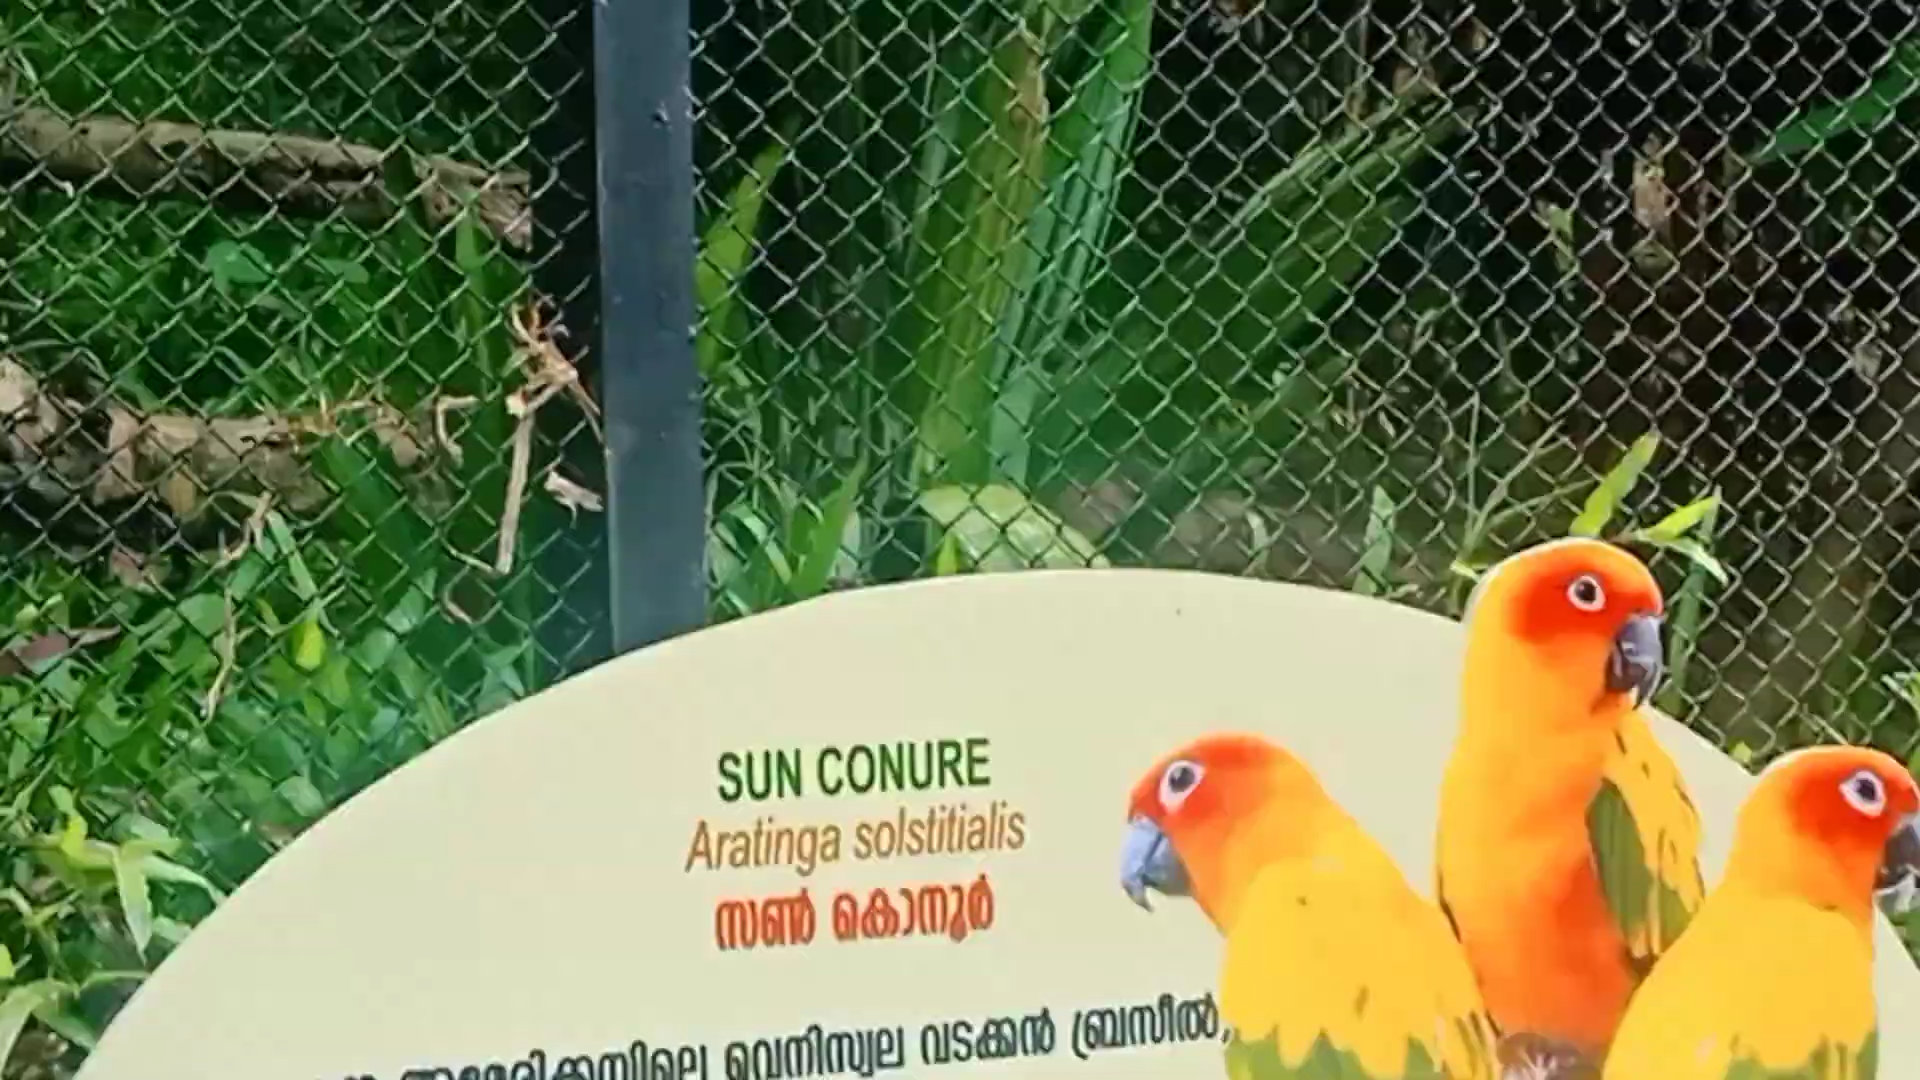 SUN CONURE
Aratinga solstitialis
സൺ കൊനൂർ
വെനിസ്വല വടക്കൻ ബ്രസീൽ,